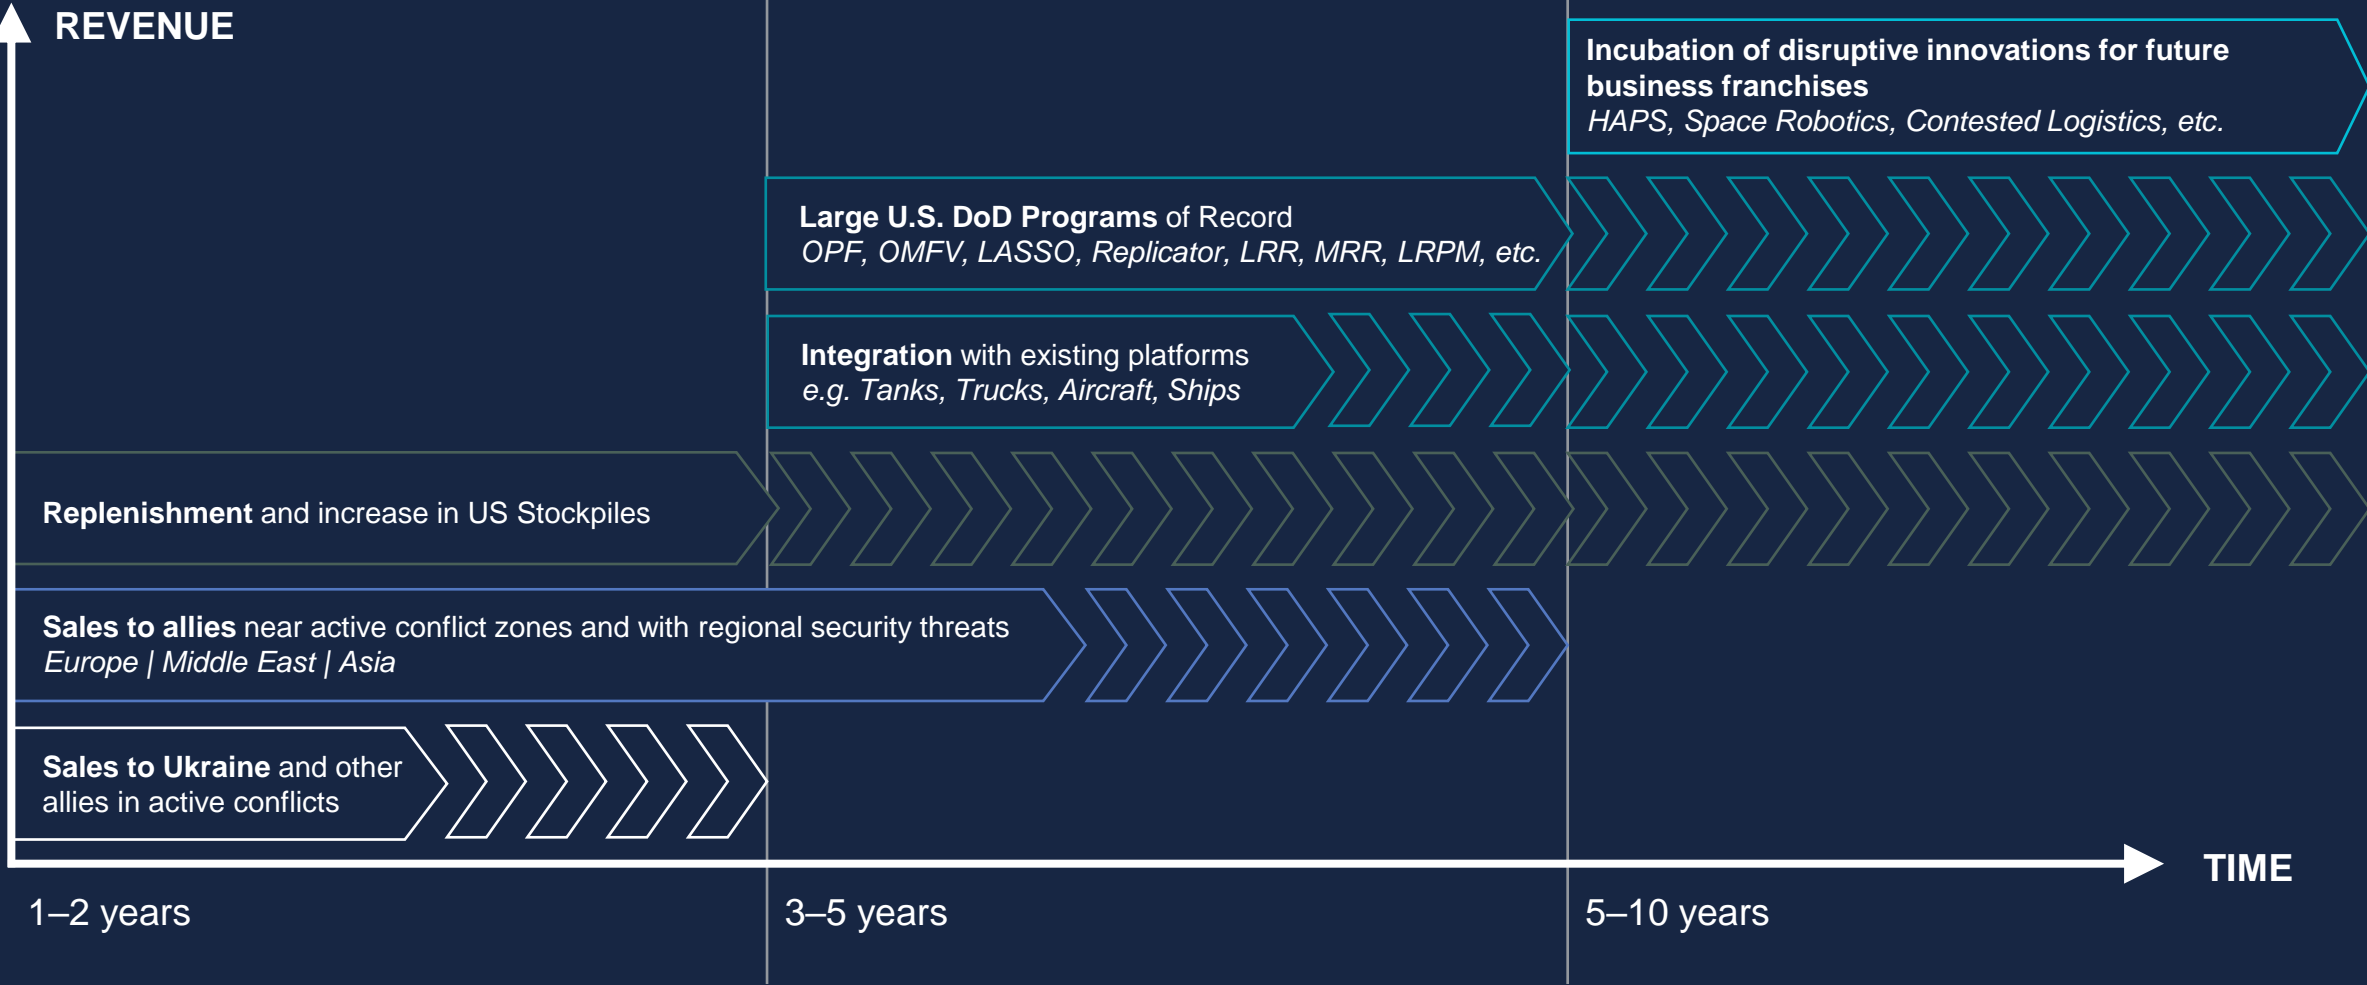 REVENUE
Incubation of disruptive innovations for future
business franchises
HAPS, Space Robotics, Contested Logistics, etc.
Large U.S. DoD Programs of Record
OPF, OMFV, LASSO, Replicator, LRR, MRR, LRPM, etc.
Integration with existing platforms
e.g. Tanks, Trucks, Aircraft, Ships
Replenishment and increase in US Stockpiles
Sales to allies near active conflict zones and with regional security threats
Europe | Middle East | Asia
Sales to Ukraine and other
allies in active conflicts
TIME
1–2 years
3–5 years
5–10 years